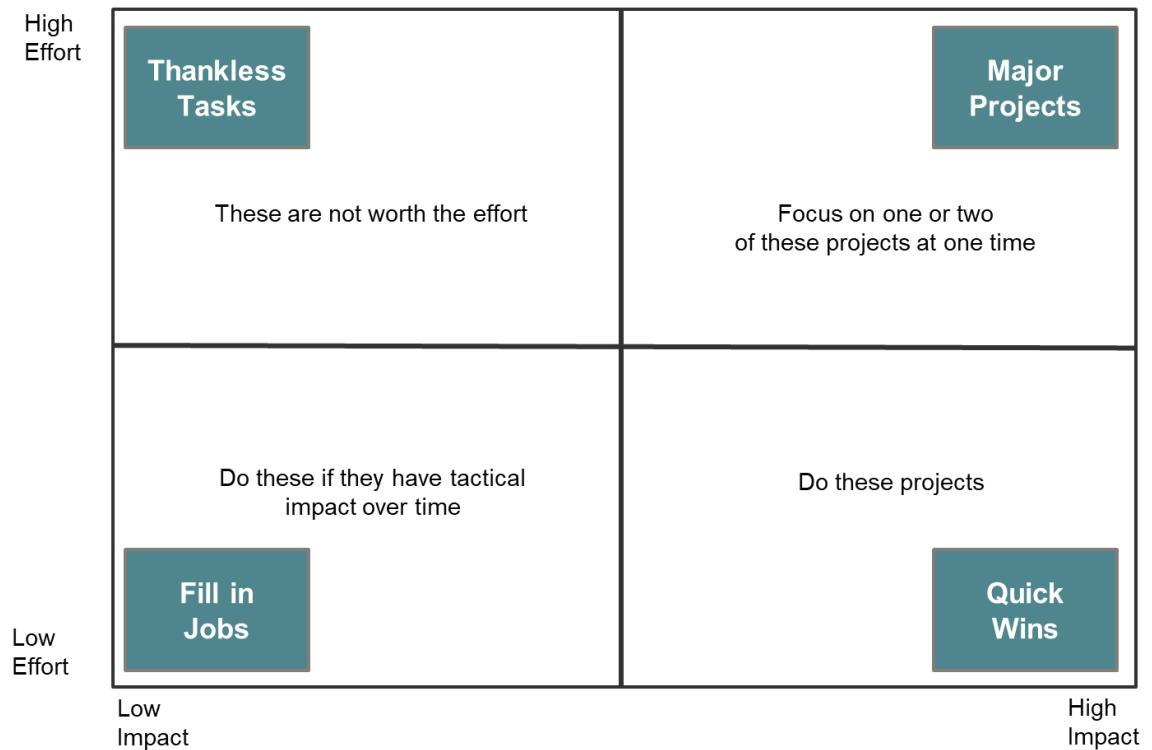 High
Effort
Thankless
Tasks
Major
Projects
These are not worth the effort
Focus on one or two
of these projects at one time
Do these if they have tactical
impact over time
Do these projects
Fill in
Jobs
Quick
Wins
Low
Effort
Low
Impact
High
Impact